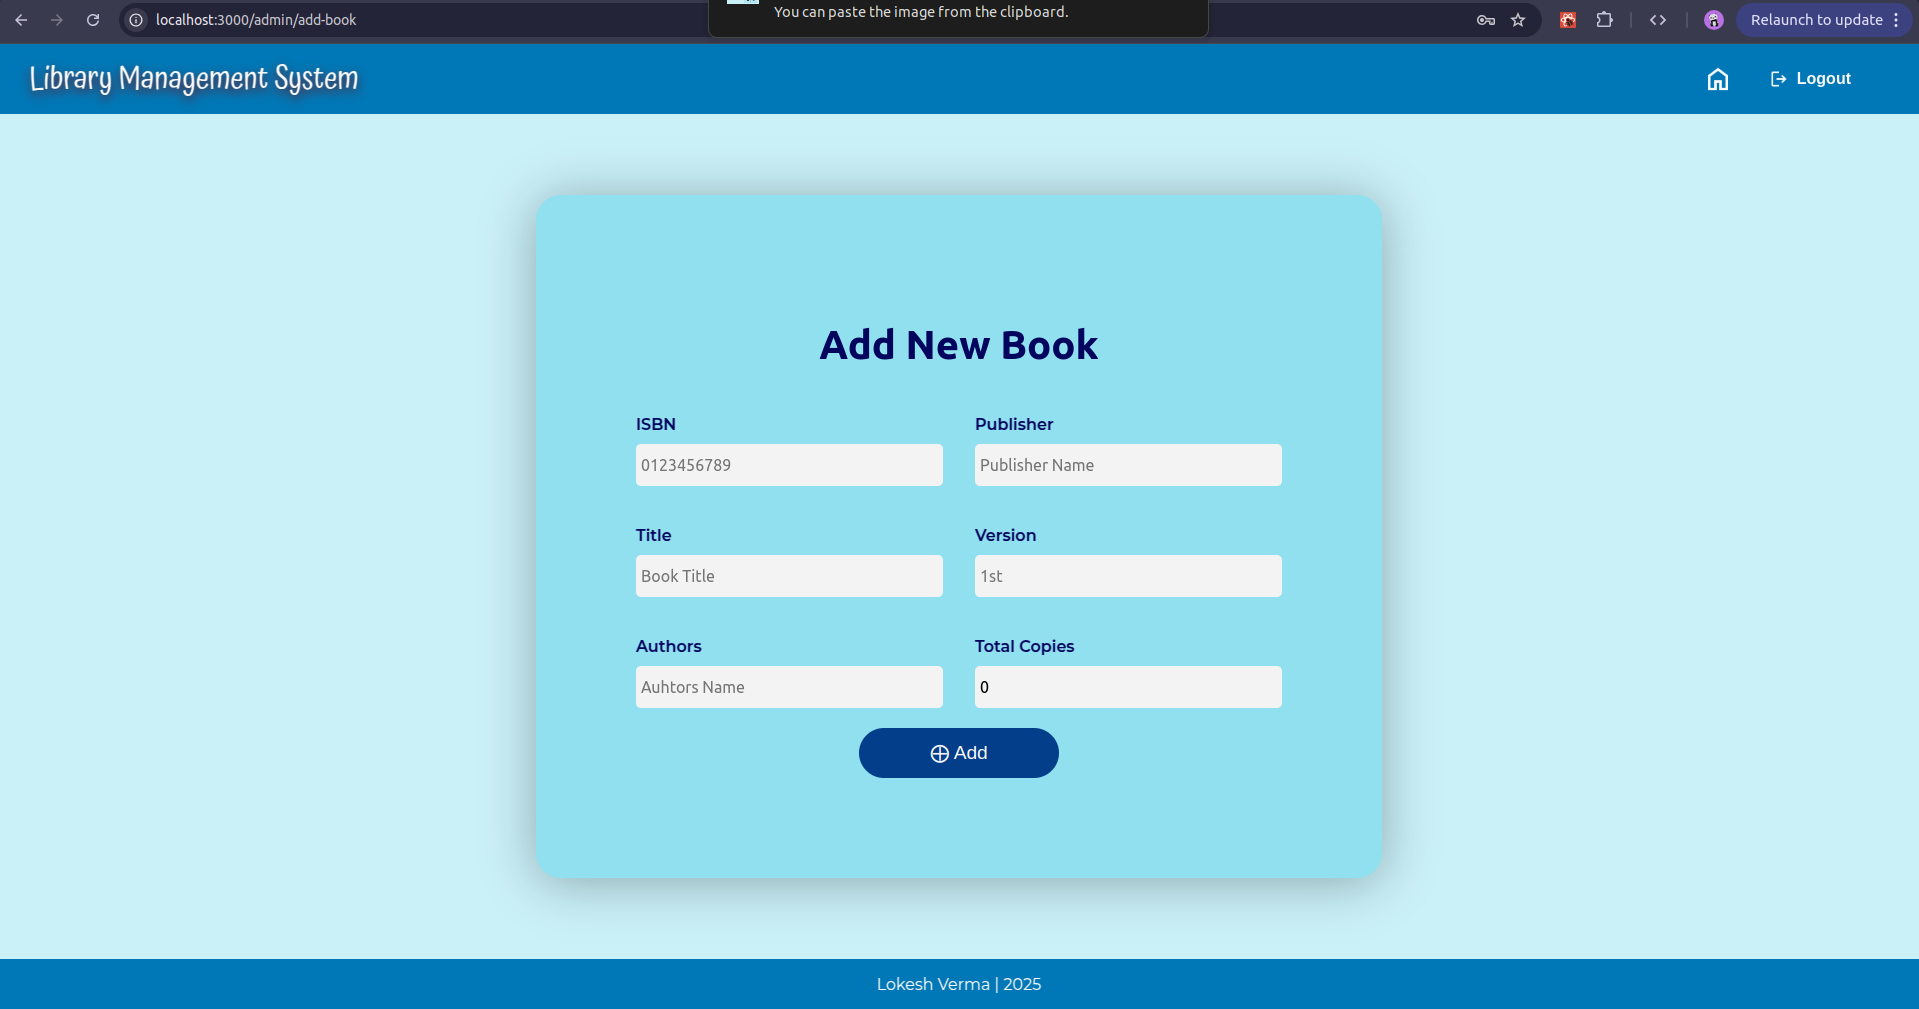 You can paste the image from the clipboard.
localhost:3000/admin/add-book
Relaunch to update
Library Management System
Logout
Add New Book
ISBN
Publisher
0123456789
Publisher Name
Title
Version
Book Title
1st
Authors
Total Copies
Auhtors Name
0
Add
Lokesh Verma | 2025